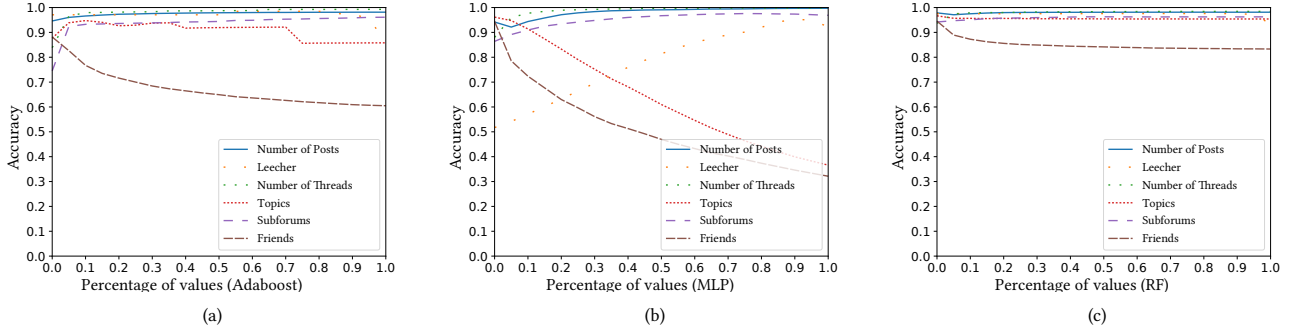 1.0
0.9
0.8
0.7
0.6
0.5
0.4
0.3
0.2
0.1
0.0
Accuracy
Number of Posts
Leecher
Number of Threads
Topics
Subforums
Friends
0.0 0.1 0.2 0.3 0.4 0.5 0.6 0.7 0.8 0.9 1.0
Percentage of values (Adaboost)
(a)
1.0
0.9
0.8
0.7
0.6
0.5
0.4
0.3
0.2
0.1
0.0
Accuracy
Number of Posts
Leecher
Number of Threads
Topics
Subforums
Friends
0.0 0.1 0.2 0.3 0.4 0.5 0.6 0.7 0.8 0.9 1.0
Percentage of values (MLP)
(b)
1.0
0.9
0.8
0.7
0.6
0.5
0.4
0.3
0.2
0.1
0.0
Accuracy
Number of Posts
Leecher
Number of Threads
Topics
Subforums
Friends
0.0 0.1 0.2 0.3 0.4 0.5 0.6 0.7 0.8 0.9 1.0
Percentage of values (RF)
(c)